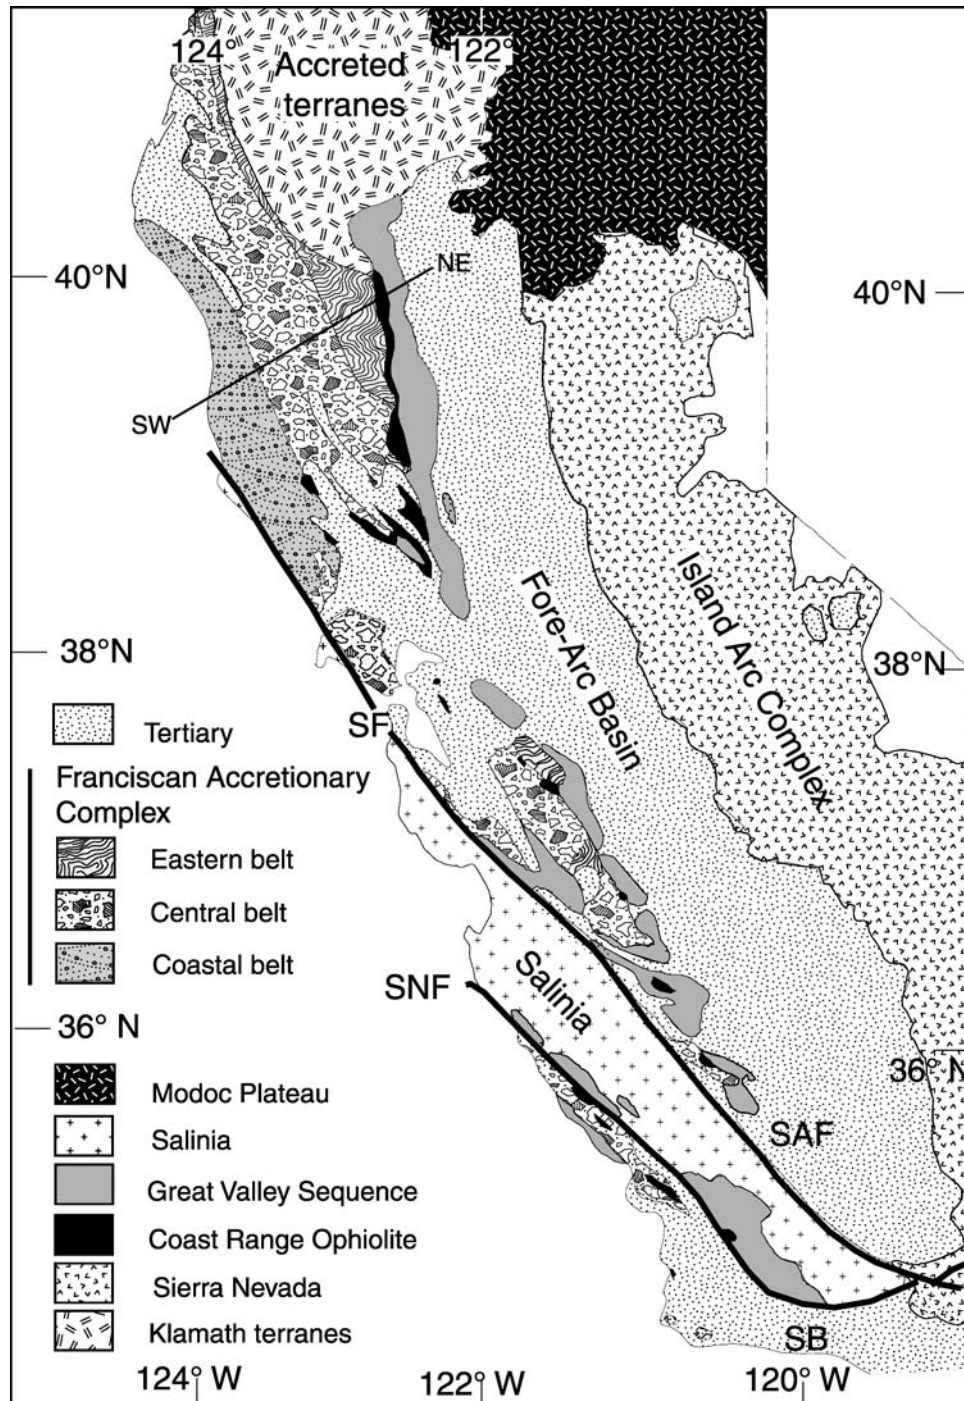 124°
122°
Accreted
terranes
NE
40°N
40°N
SW
Fore-Arc Basin
Island Arc Complex
38°N
38°N
SF
Tertiary
Franciscan Accretionary
Complex
Eastern belt
Central belt
Coastal belt
Salinia
SNF
36° N
36° N
Modoc Plateau
Salinia
SAF
Great Valley Sequence
Coast Range Ophiolite
Sierra Nevada
Klamath terranes
SB
124° W
122° W
120° W